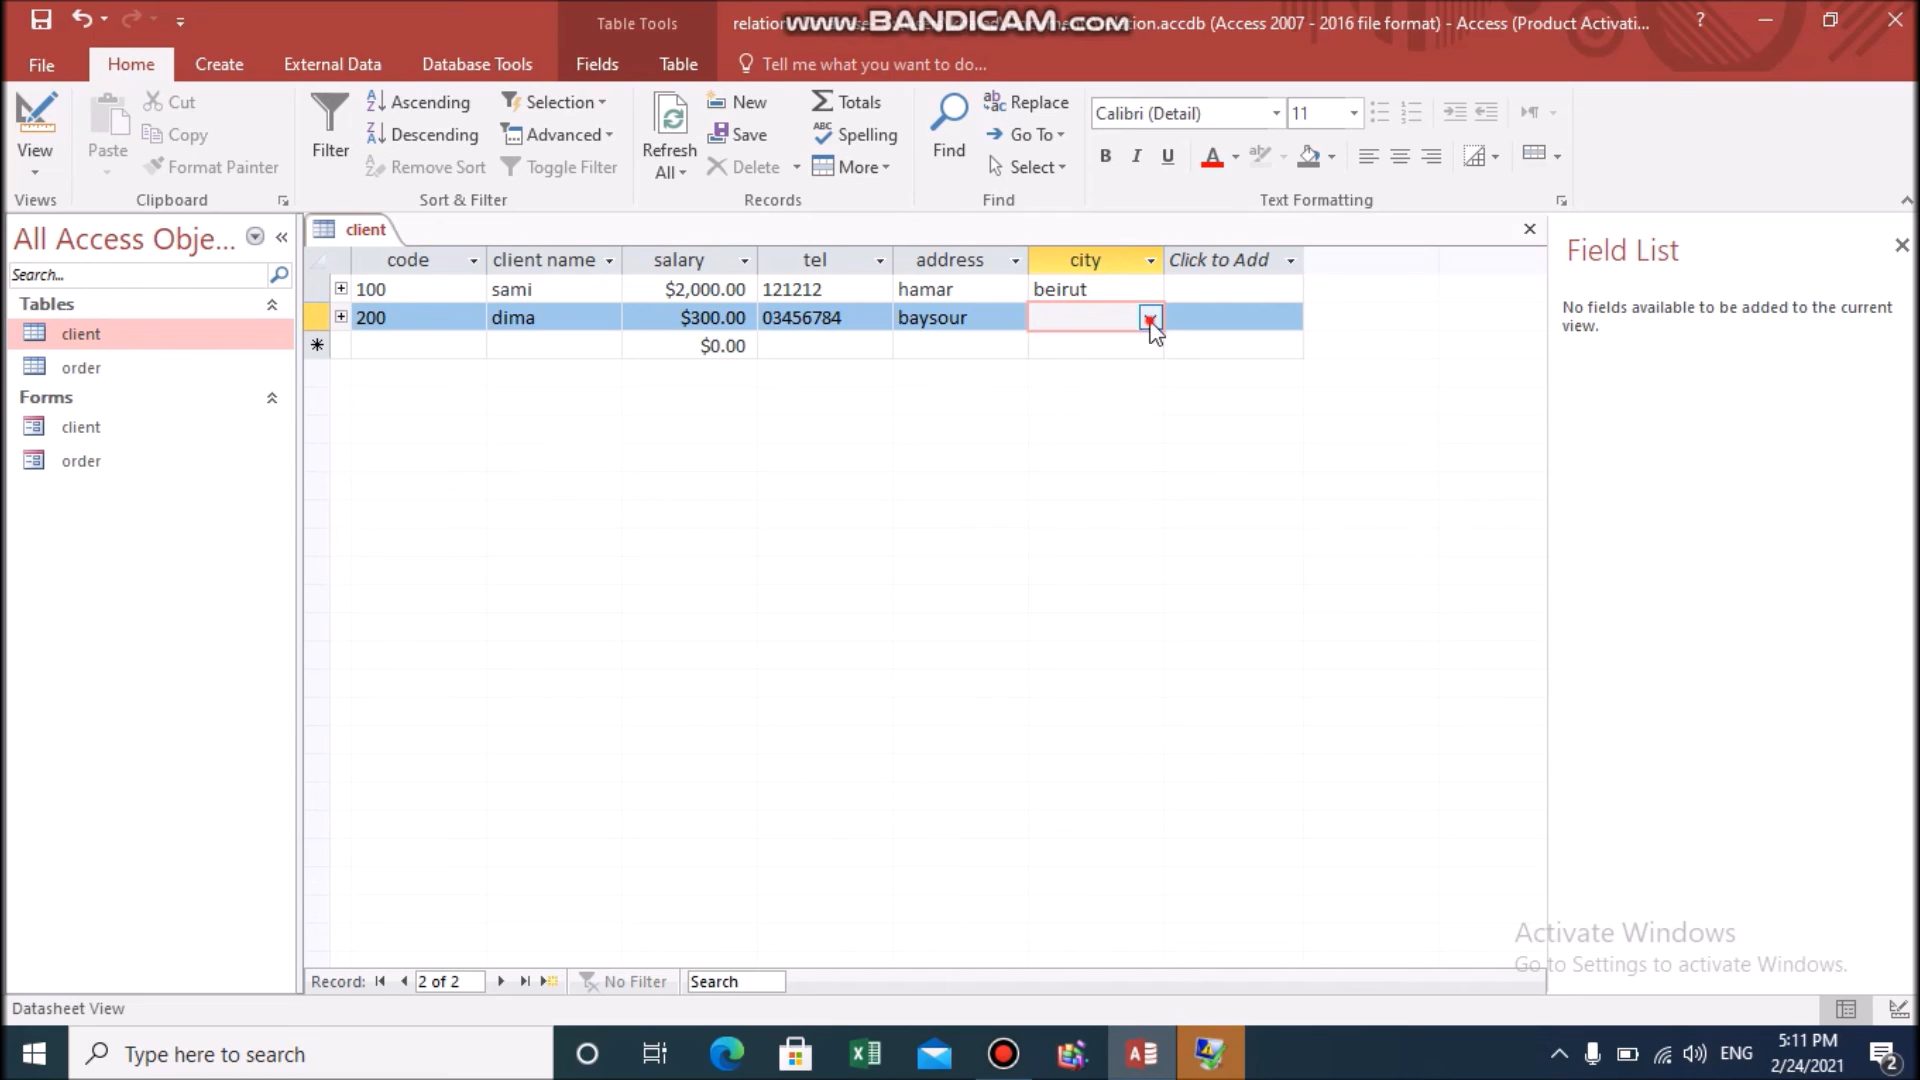 Table Tools
relation
www.BANDICAM.com
lation.accdb (Access 2007 - 2016 file format) - Access (Product Activati...
?
File
Home
Create
External Data
Database Tools
Fields
Table
Tell me what you want to do...
View
Views
Paste
Cut
Copy
Format Painter
Clipboard
Filter
Ascending
Descending
Remove Sort
Selection
Advanced
Toggle Filter
Sort & Filter
Refresh
All
New
Save
Delete
Totals
Spelling
More
Records
Find
Replace
Go To
Select
Find
Calibri (Detail)
11
B I U
Text Formatting
All Access Obje...
Search...
Tables
client
order
Forms
client
order
client
code client name salary tel address city Click to Add
100 sami $2,000.00 121212 hamar beirut
200 dima $300.00 03456784 baysour
$0.00
Field List
No fields available to be added to the current
view.
Activate Windows
Go to Settings to activate Windows.
Record: 2 of 2 No Filter Search
Datasheet View
Type here to search
ENG
5:11 PM
2/24/2021
2